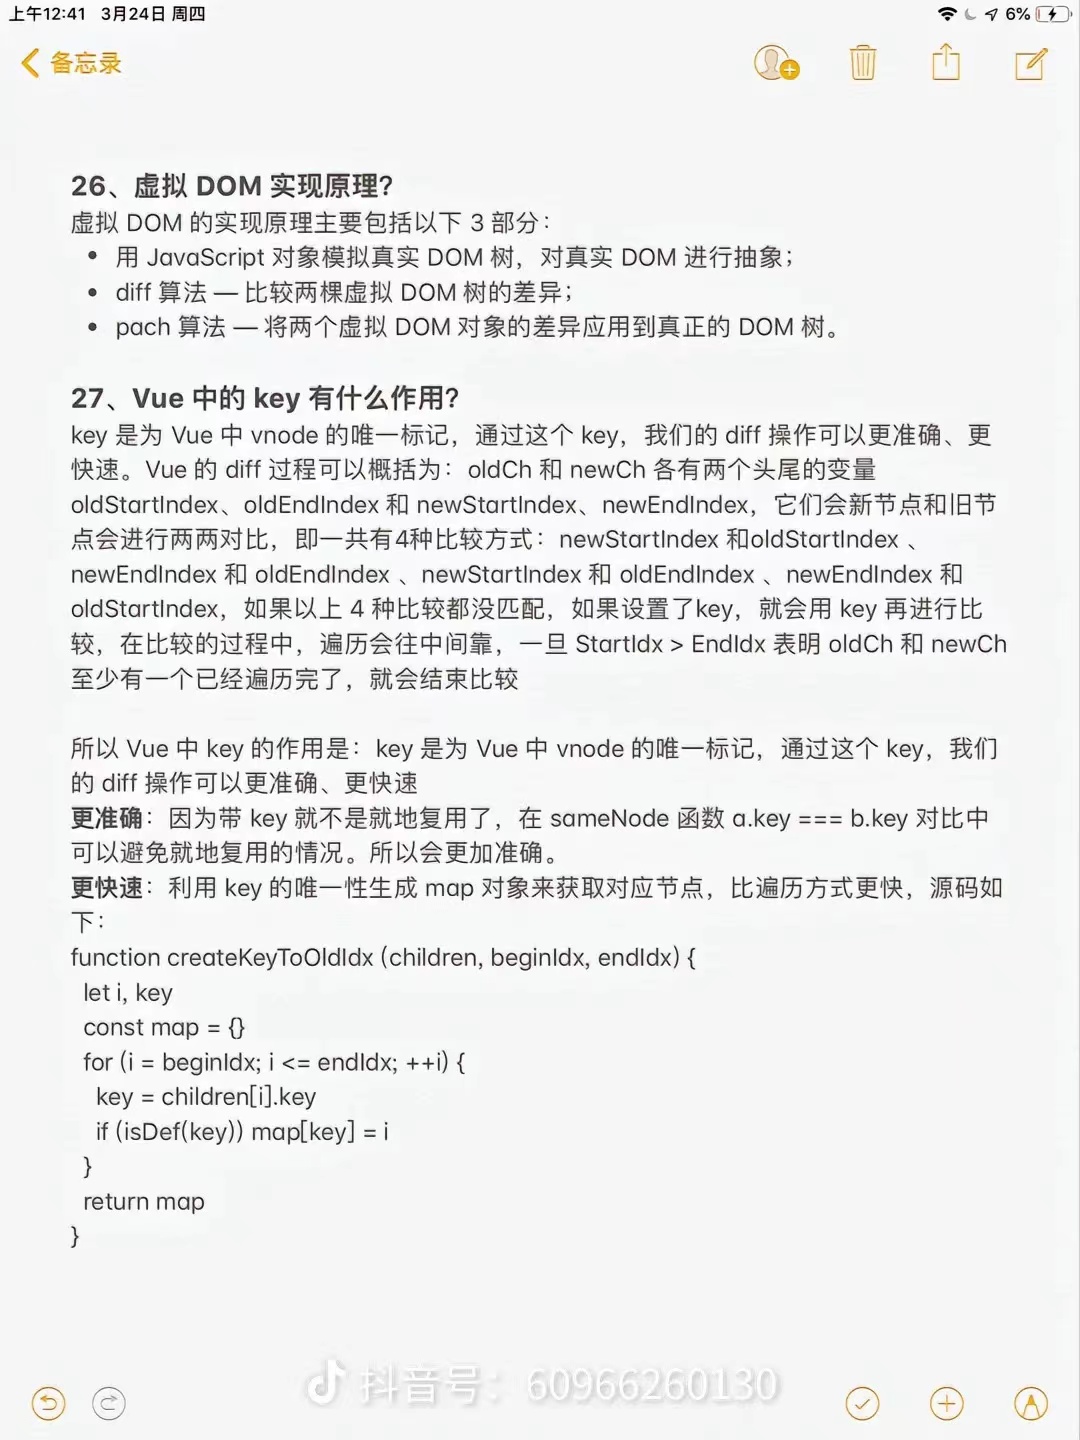 上午12:41 3月24日 周四
6%
备忘录
26、虚拟 DOM 实现原理?
虚拟 DOM 的实现原理主要包括以下 3 部分：
• 用 JavaScript 对象模拟真实 DOM 树，对真实 DOM 进行抽象；
• diff 算法 — 比较两棵虚拟 DOM 树的差异；
• pach 算法 — 将两个虚拟 DOM 对象的差异应用到真正的 DOM 树。
27、Vue 中的 key 有什么作用?
key 是为 Vue 中 vnode 的唯一标记，通过这个 key，我们的 diff 操作可以更准确、更
快速。Vue 的 diff 过程可以概括为：oldCh 和 newCh 各有两个头尾的变量
oldStartIndex、oldEndIndex 和 newStartIndex、newEndIndex，它们会新节点和旧节
点会进行两两对比，即一共有4种比较方式：newStartIndex 和oldStartIndex 、
newEndIndex 和 oldEndIndex 、newStartIndex 和 oldEndIndex 、newEndIndex 和
oldStartIndex，如果以上 4 种比较都没匹配，如果设置了key，就会用 key 再进行比
较，在比较的过程中，遍历会往中间靠，一旦 StartIdx > EndIdx 表明 oldCh 和 newCh
至少有一个已经遍历完了，就会结束比较
所以 Vue 中 key 的作用是：key 是为 Vue 中 vnode 的唯一标记，通过这个 key，我们
的 diff 操作可以更准确、更快速
更准确：因为带 key 就不是就地复用了，在 sameNode 函数 a.key === b.key 对比中
可以避免就地复用的情况。所以会更加准确。
更快速：利用 key 的唯一性生成 map 对象来获取对应节点，比遍历方式更快，源码如
下：
function createKeyToOldIdx (children, beginIdx, endIdx) {
let i, key
const map = {}
for (i = beginIdx; i <= endIdx; ++i) {
key = children[i].key
if (isDef(key)) map[key] = i
}
return map
}
抖音号：60966260130